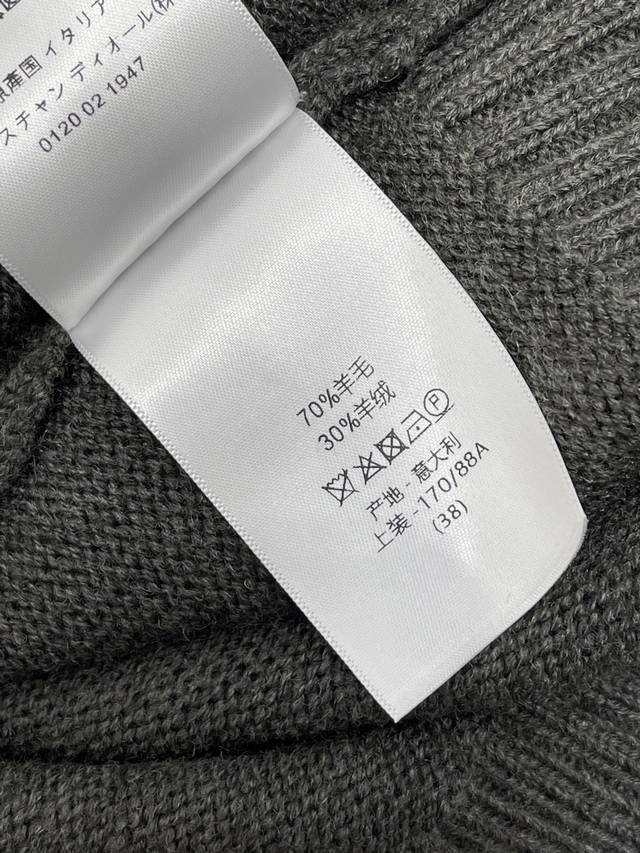 原産国 イタリア
スチャン ディオール(株
0120 02 1947
70%羊毛
30%羊绒
P
产地 - 意大利
上装 -170/88A
(38)